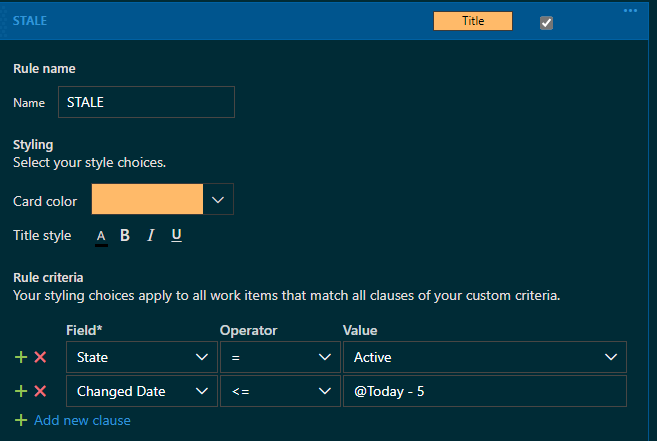 STALE Title
Rule name
Name STALE
Styling
Select your style choices.
Card color
Title style A B I U
Rule criteria
Your styling choices apply to all work items that match all clauses of your custom criteria.
Field* Operator Value
State = Active
Changed Date <= @Today - 5
Add new clause